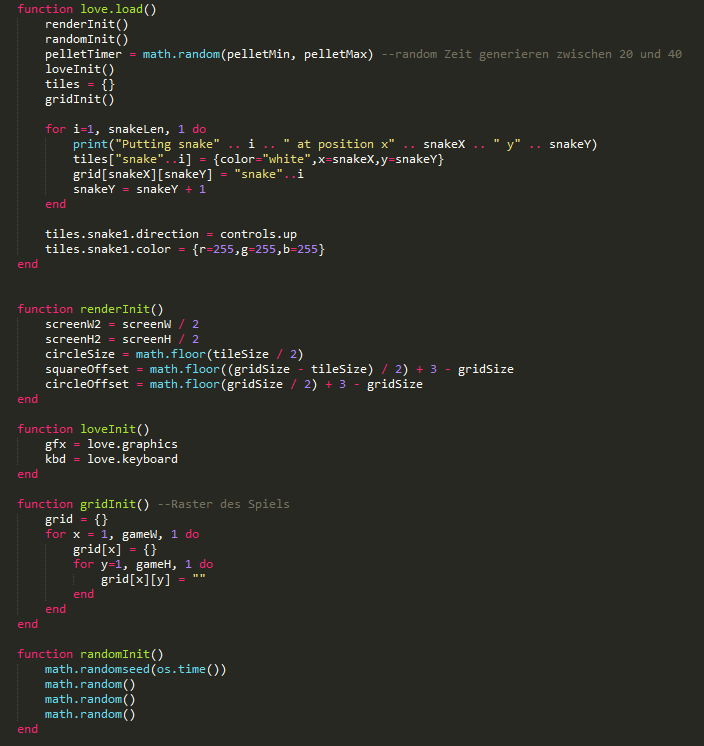 function love.load()
    renderInit()
    randomInit()
    pelletTimer = math.random(pelletMin, pelletMax) --random Zeit generieren zwischen 20 und 40
    loveInit()
    tiles = {}
    gridInit()

    for i=1, snakeLen, 1 do
        print("Putting snake" .. i .. " at position x" .. snakeX .. " y" .. snakeY)
        tiles["snake"..i] = {color="white",x=snakeX,y=snakeY}
        grid[snakeX][snakeY] = "snake"..i
        snakeY = snakeY + 1
    end

    tiles.snake1.direction = controls.up
    tiles.snake1.color = {r=255,g=255,b=255}
end


function renderInit()
    screenW2 = screenW / 2
    screenH2 = screenH / 2
    circleSize = math.floor(tileSize / 2)
    squareOffset = math.floor((gridSize - tileSize) / 2) + 3 - gridSize
    circleOffset = math.floor(gridSize / 2) + 3 - gridSize
end

function loveInit()
    gfx = love.graphics
    kbd = love.keyboard
end

function gridInit() --Raster des Spiels
    grid = {}
    for x = 1, gameW, 1 do
        grid[x] = {}
        for y=1, gameH, 1 do
            grid[x][y] = ""
        end
    end
end

function randomInit()
    math.randomseed(os.time())
    math.random()
    math.random()
    math.random()
end